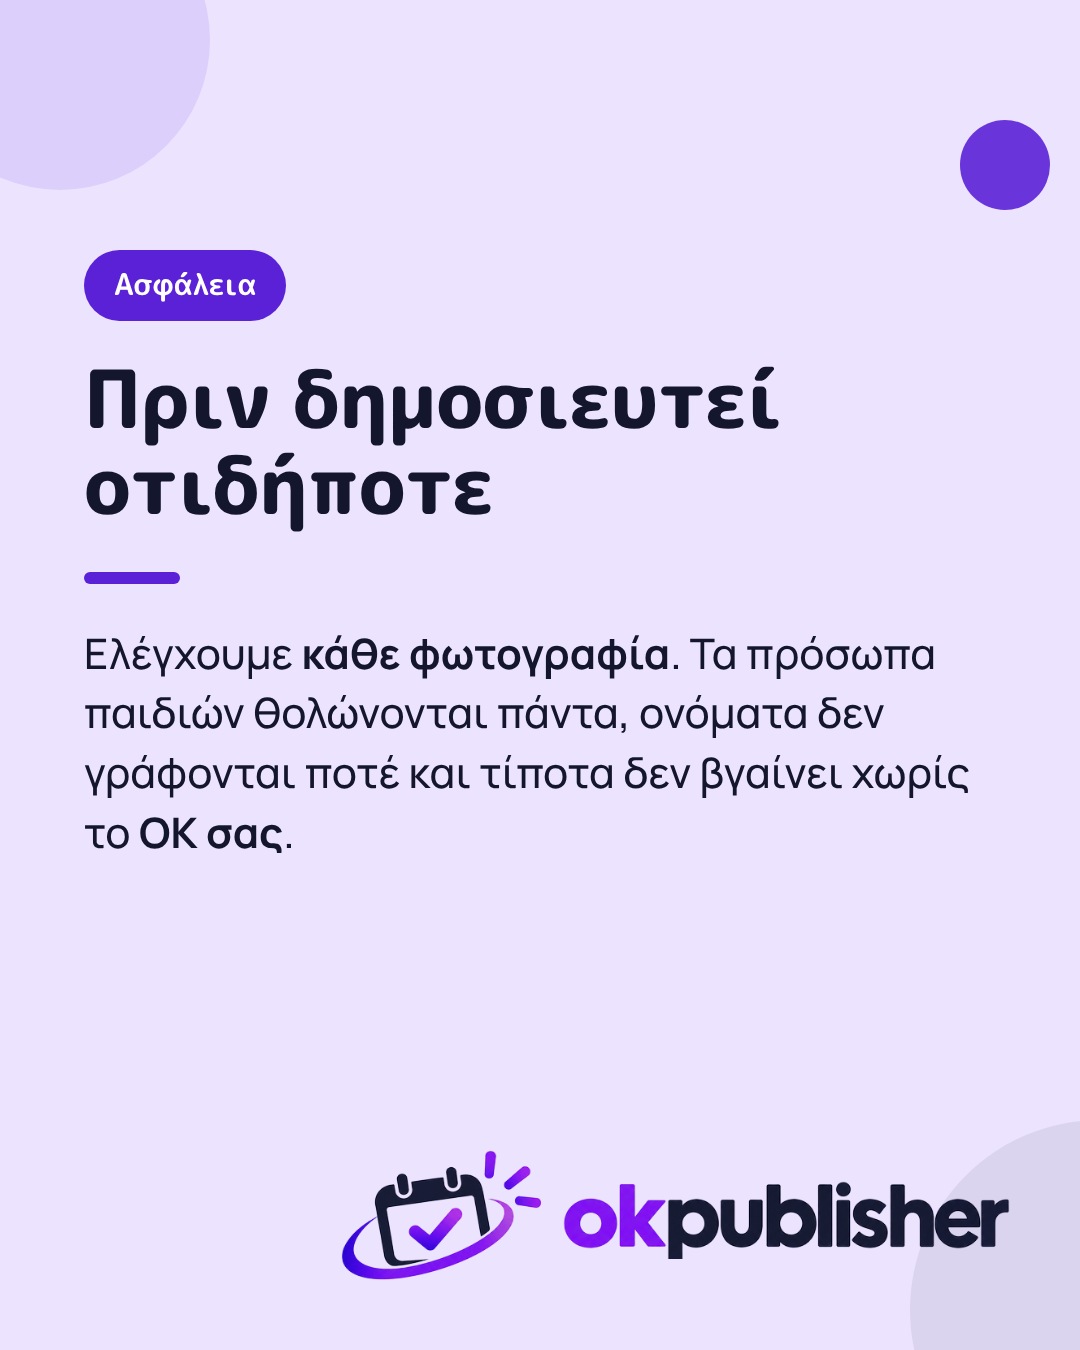 Ασφάλεια
Πριν δημοσιευτεί
οτιδήποτε
Ελέγχουμε κάθε φωτογραφία. Τα πρόσωπα
παιδιών θολώνονται πάντα, ονόματα δεν
γράφονται ποτέ και τίποτα δεν βγαίνει χωρίς
το ΟΚ σας.
okpublisher